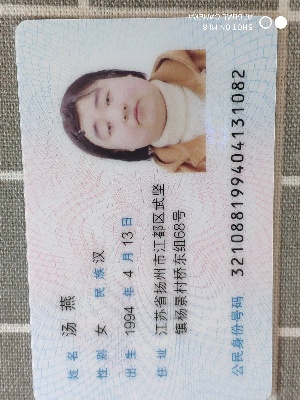 姓名 汤燕
性别 女 民族 汉
出生 1994 年 4 月 13 日
住址 江苏省扬州市江都区武坚
镇杨景村桥东组68号
公民身份号码 321088199404131082
SHOT ON MI 8
AI DUAL CAMERA